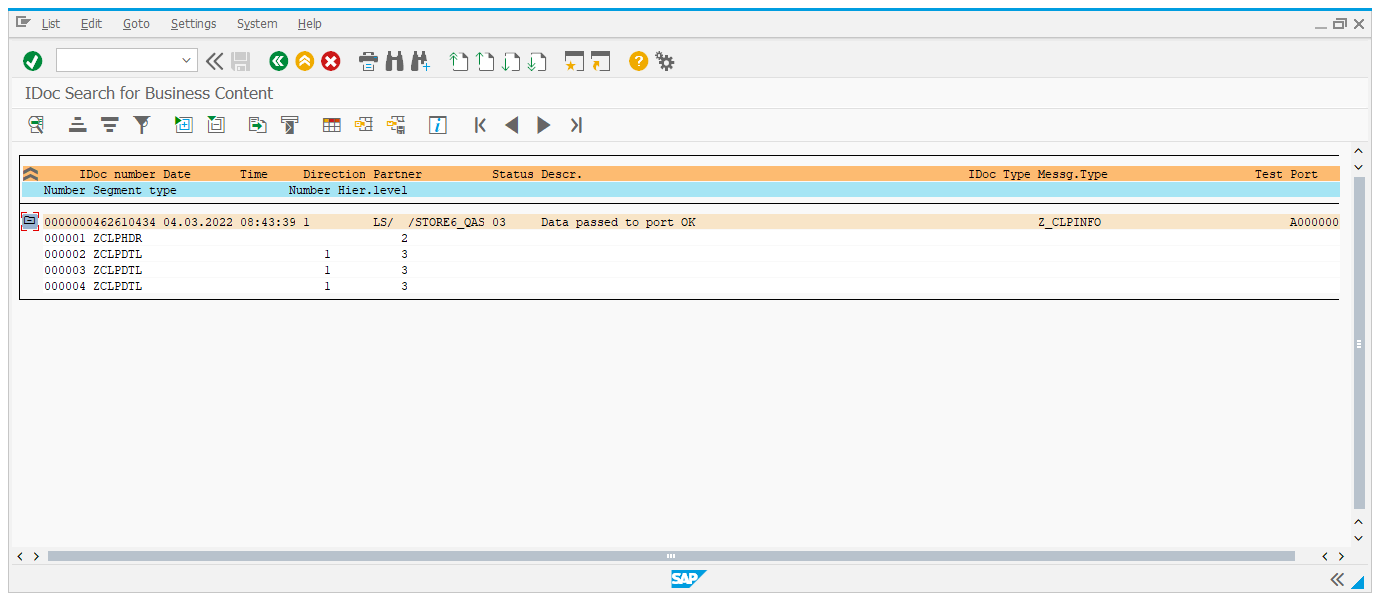 List Edit Goto Settings System Help
IDoc Search for Business Content
IDoc number Date Time Direction Partner Status Descr. IDoc Type Messg.Type Test Port
Number Segment type Number Hier.level
0000000462610434 04.03.2022 08:43:39 1 LS/ /STORE6_QAS 03 Data passed to port OK Z_CLPINFO A000000
000001 ZCLPHDR 2
000002 ZCLPDTL 1 3
000003 ZCLPDTL 1 3
000004 ZCLPDTL 1 3
SAP